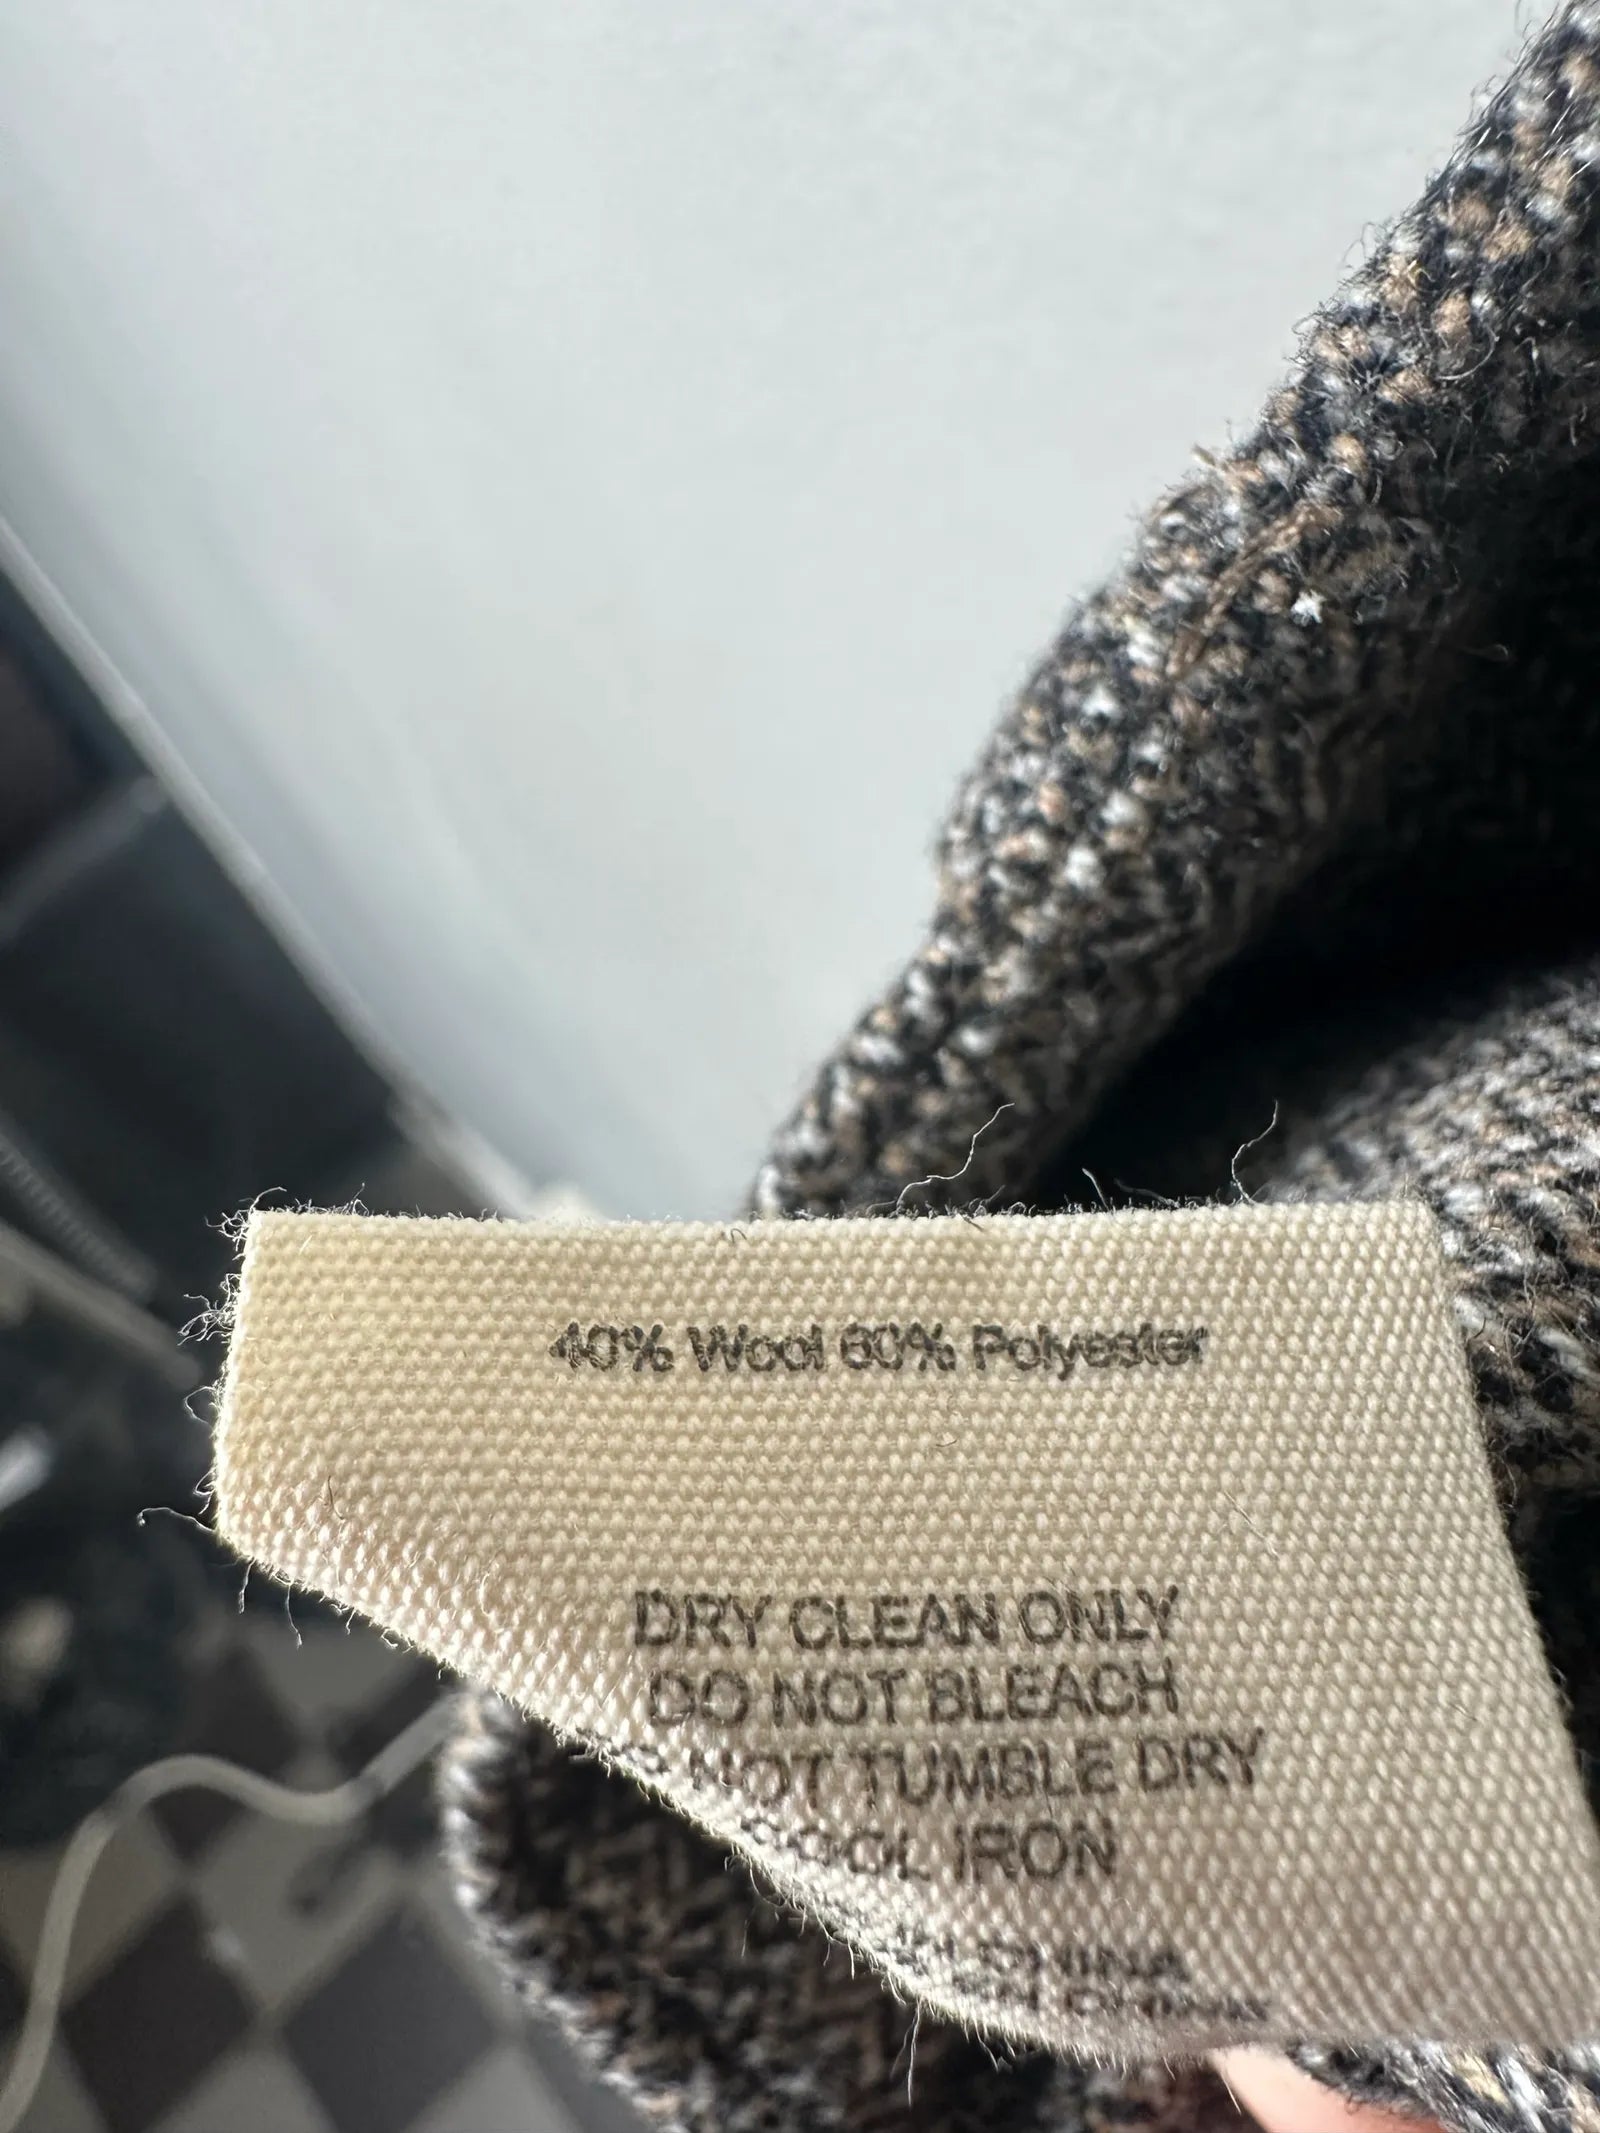 40% Wool 60% Polyester
DRY CLEAN ONLY
DO NOT BLEACH
NOT TUMBLE DRY
COOL IRON